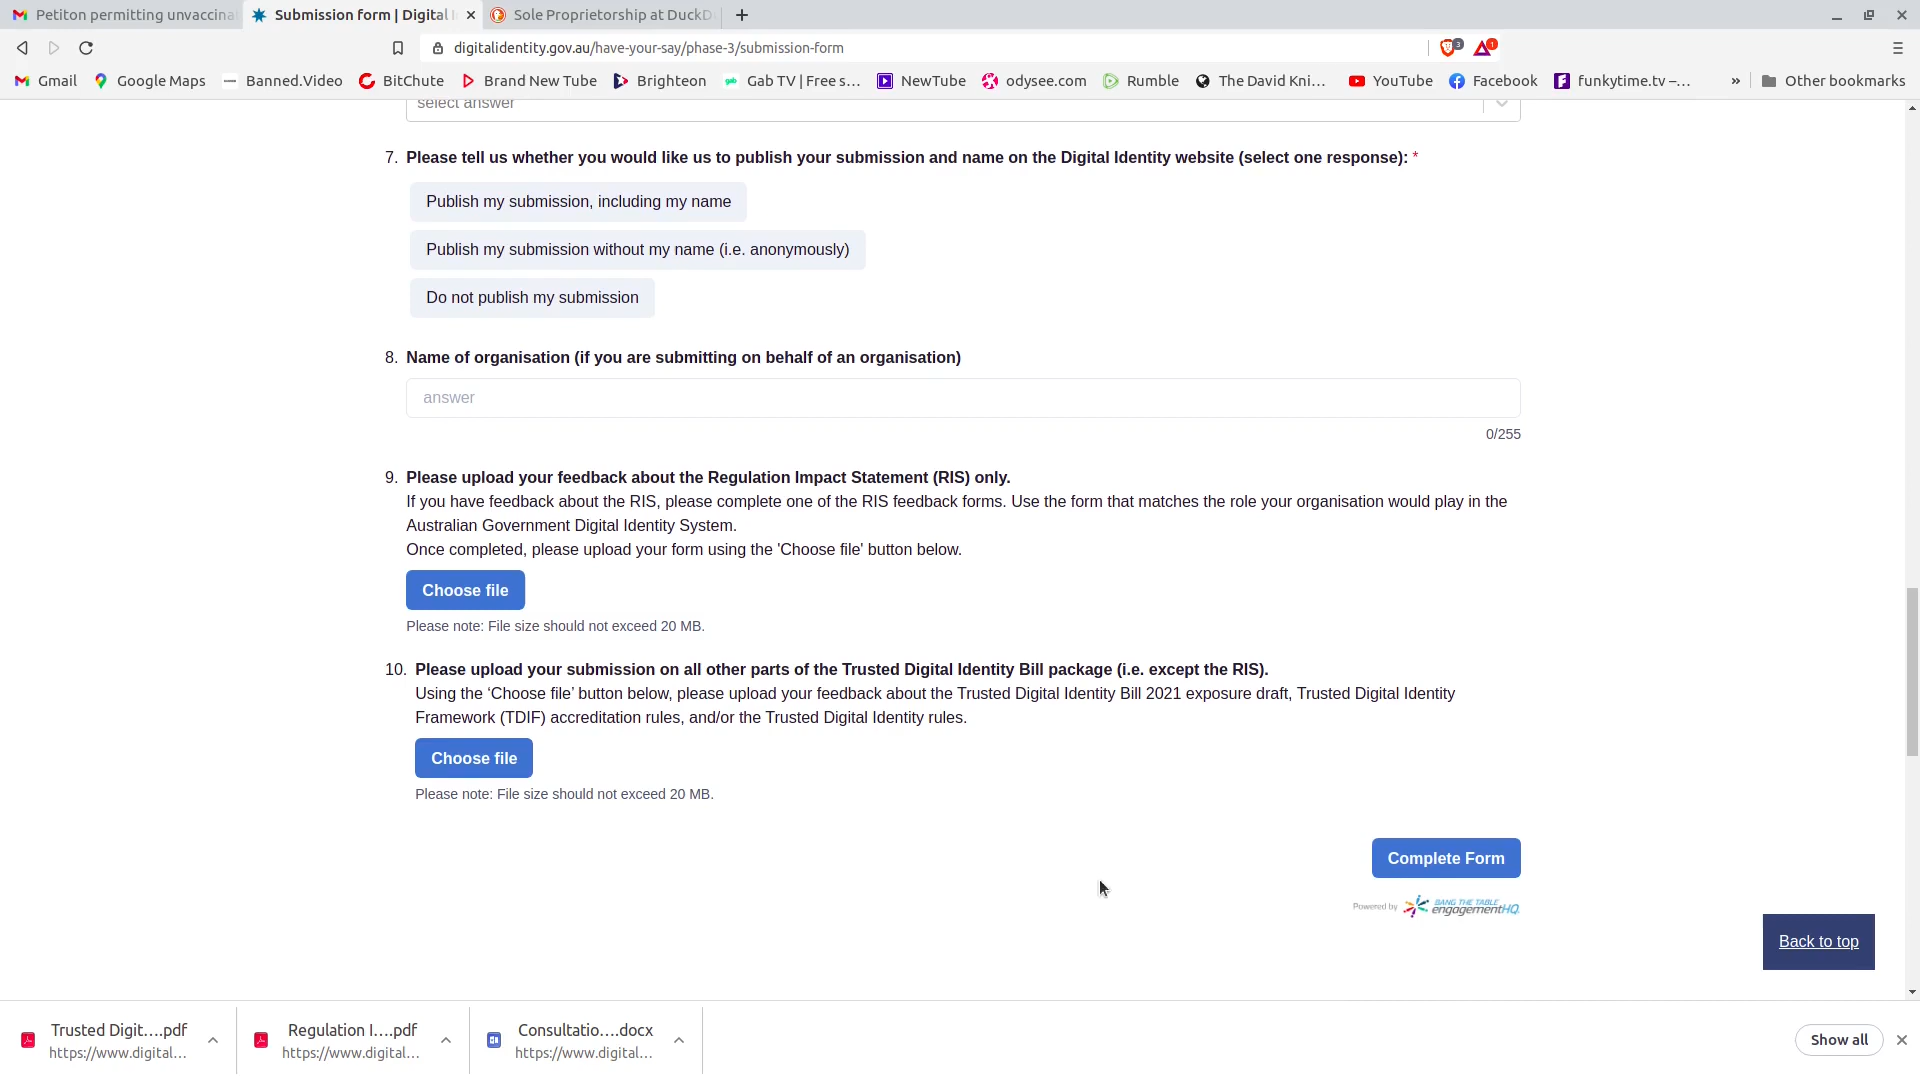 Petiton permitting unvaccina
Submission form | Digital I
Sole Proprietorship at DuckD
digitalidentity.gov.au/have-your-say/phase-3/submission-form
3
1
Gmail
Google Maps
Banned.Video
BitChute
Brand New Tube
Brighteon
Gab TV | Free s…
NewTube
odysee.com
Rumble
The David Kni…
YouTube
Facebook
funkytime.tv –…
»
Other bookmarks
select answer
7. Please tell us whether you would like us to publish your submission and name on the Digital Identity website (select one response): *
Publish my submission, including my name
Publish my submission without my name (i.e. anonymously)
Do not publish my submission
8. Name of organisation (if you are submitting on behalf of an organisation)
answer
0/255
9. Please upload your feedback about the Regulation Impact Statement (RIS) only.
If you have feedback about the RIS, please complete one of the RIS feedback forms. Use the form that matches the role your organisation would play in the
Australian Government Digital Identity System.
Once completed, please upload your form using the 'Choose file' button below.
Choose file
Please note: File size should not exceed 20 MB.
10. Please upload your submission on all other parts of the Trusted Digital Identity Bill package (i.e. except the RIS).
Using the ‘Choose file’ button below, please upload your feedback about the Trusted Digital Identity Bill 2021 exposure draft, Trusted Digital Identity
Framework (TDIF) accreditation rules, and/or the Trusted Digital Identity rules.
Choose file
Please note: File size should not exceed 20 MB.
Complete Form
Powered by
BANG THE TABLE
engagementHQ
Back to top
Trusted Digit….pdf
https://www.digital…
Regulation I….pdf
https://www.digital…
Consultatio….docx
https://www.digital…
Show all